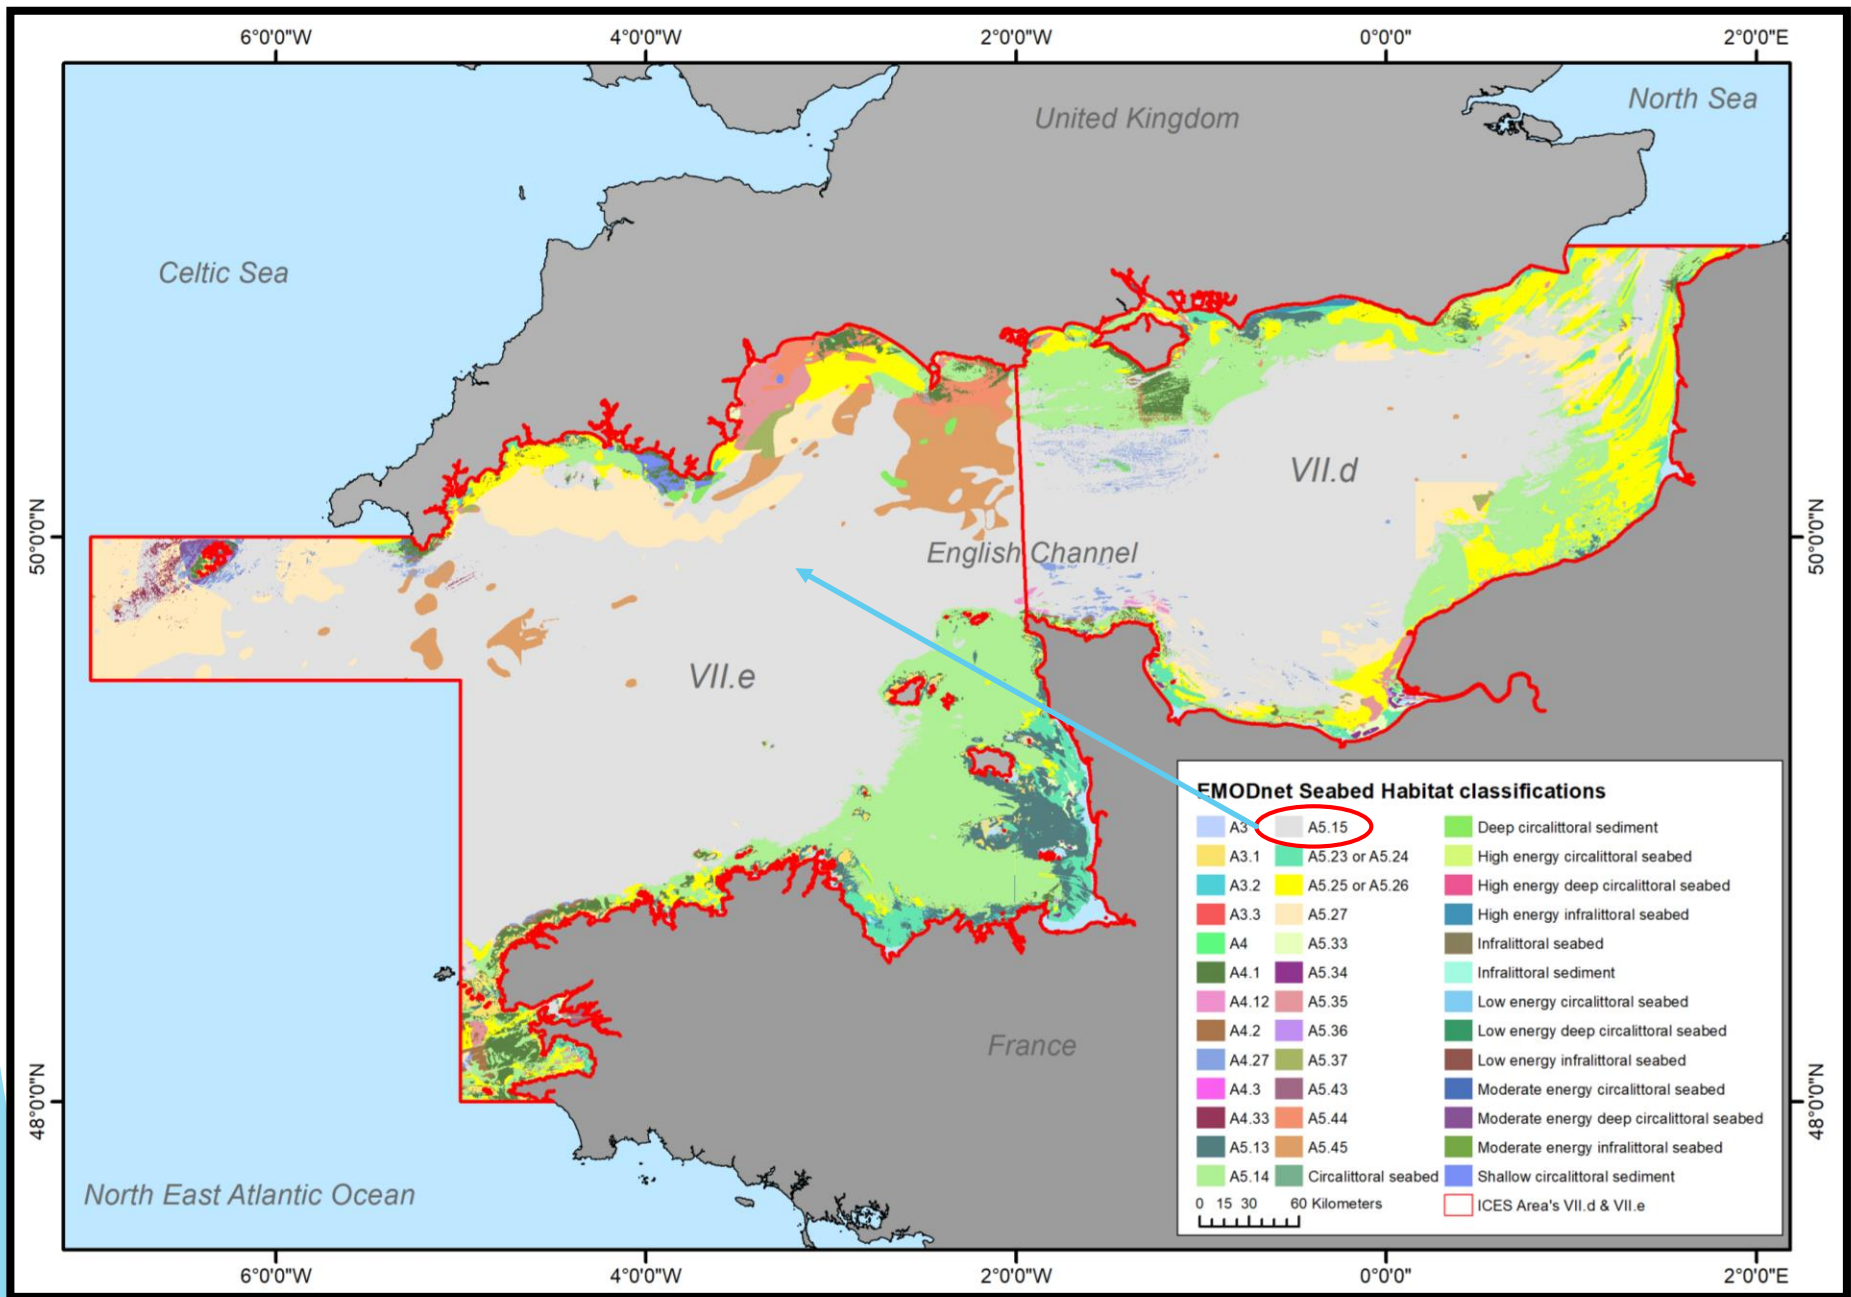 6°0'0"W
4°0'0"W
2°0'0"W
0°0'0"
2°0'0"E
North Sea
United Kingdom
Celtic Sea
VII.d
50°0'0"N
50°0'0"N
English Channel
VII.e
EMODnet Seabed Habitat classifications
A3 A5.15 Deep circalittoral sediment
A3.1 A5.23 or A5.24 High energy circalittoral seabed
A3.2 A5.25 or A5.26 High energy deep circalittoral seabed
A3.3 A5.27 High energy infralittoral seabed
A4 A5.33 Infralittoral seabed
A4.1 A5.34 Infralittoral sediment
A4.12 A5.35 Low energy circalittoral seabed
A4.2 A5.36 Low energy deep circalittoral seabed
A4.27 A5.37 Low energy infralittoral seabed
A4.3 A5.43 Moderate energy circalittoral seabed
A4.33 A5.44 Moderate energy deep circalittoral seabed
A5.13 A5.45 Moderate energy infralittoral seabed
A5.14 Circalittoral seabed Shallow circalittoral sediment
0 15 30 60 Kilometers ICES Area's VII.d & VII.e
France
48°0'0"N
48°0'0"N
North East Atlantic Ocean
6°0'0"W
4°0'0"W
2°0'0"W
0°0'0"
2°0'0"E